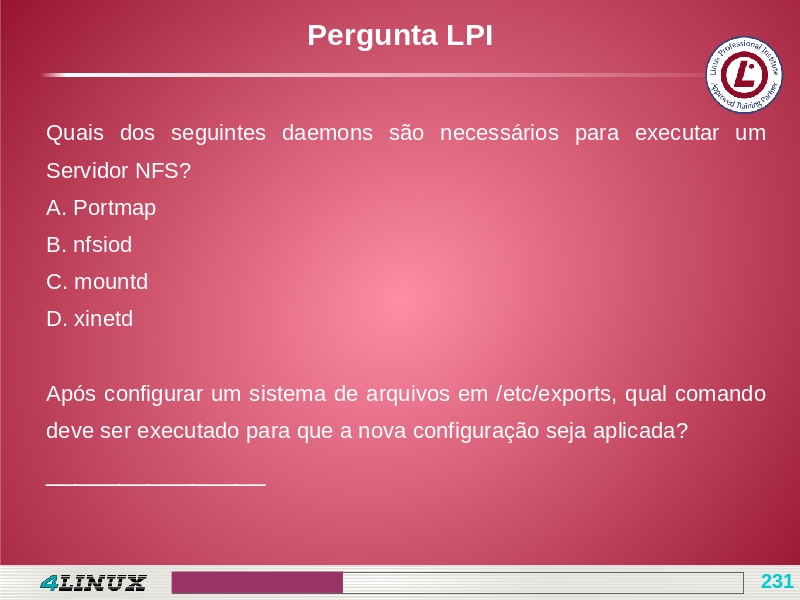 Pergunta LPI
Linux Professional Institute
Approved Training Partner
Quais dos seguintes daemons são necessários para executar um
Servidor NFS?
A. Portmap
B. nfsiod
C. mountd
D. xinetd
Após configurar um sistema de arquivos em /etc/exports, qual comando
deve ser executado para que a nova configuração seja aplicada?
__________________
4LINUX
231